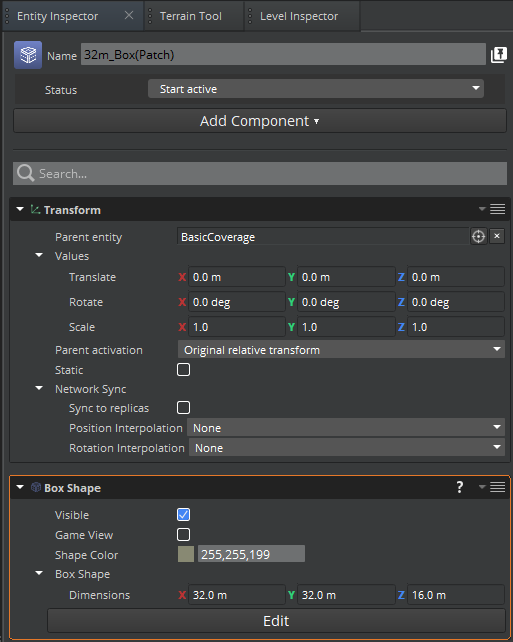 Entity Inspector Terrain Tool Level Inspector
Name 32m_Box(Patch)
Status Start active
Add Component
Search...
Transform
Parent entity BasicCoverage
Values
Translate X 0.0 m Y 0.0 m Z 0.0 m
Rotate X 0.0 deg Y 0.0 deg Z 0.0 deg
Scale X 1.0 Y 1.0 Z 1.0
Parent activation Original relative transform
Static
Network Sync
Sync to replicas
Position Interpolation None
Rotation Interpolation None
Box Shape ?
Visible
Game View
Shape Color 255,255,199
Box Shape
Dimensions X 32.0 m Y 32.0 m Z 16.0 m
Edit